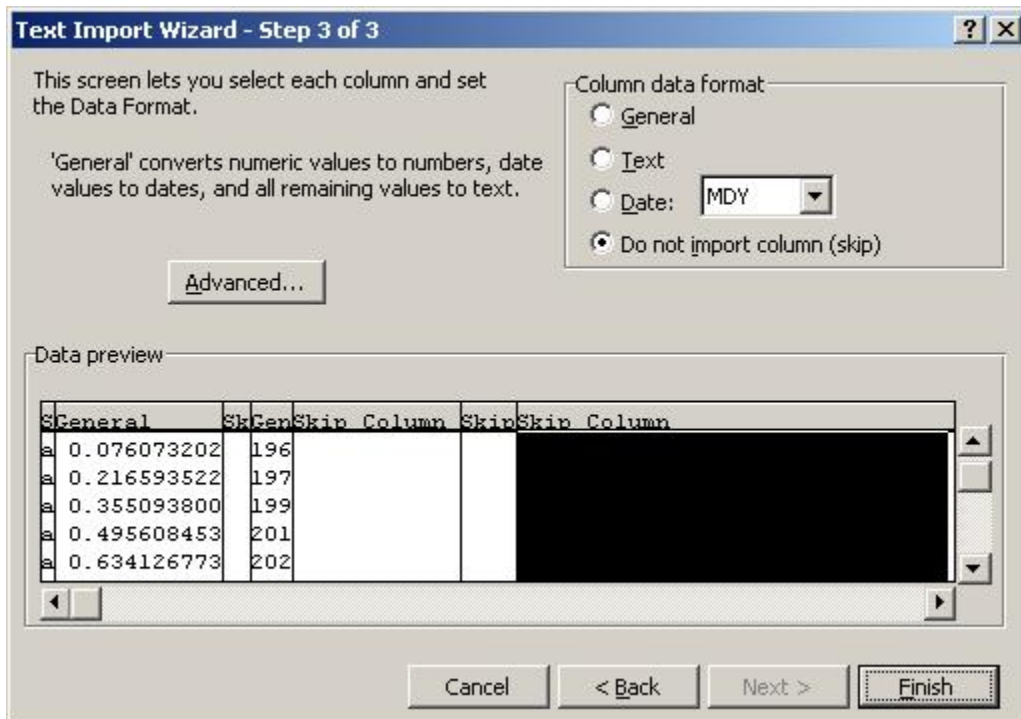 Text Import Wizard - Step 3 of 3
This screen lets you select each column and set
the Data Format.
'General' converts numeric values to numbers, date
values to dates, and all remaining values to text.
Advanced...
Column data format
General
Text
Date: MDY
Do not import column (skip)
Data preview
S General Sk Gen Skip Column Skip Skip Column
a 0.076073202 196
a 0.216593522 197
a 0.355093800 199
a 0.495608453 201
a 0.634126773 202
Cancel < Back Next > Finish